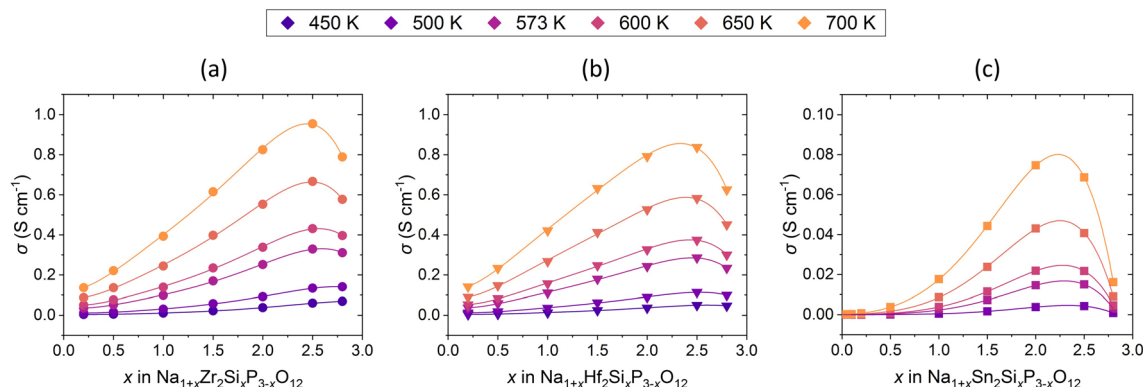 450 K 500 K 573 K 600 K 650 K 700 K
(a) (b) (c)
1.0
0.8
0.6
0.4
0.2
0.0
σ (S cm⁻¹)
0.0 0.5 1.0 1.5 2.0 2.5 3.0
x in Na₁₊ₓZr₂SiₓP₃₋ₓO₁₂
1.0
0.8
0.6
0.4
0.2
0.0
σ (S cm⁻¹)
0.0 0.5 1.0 1.5 2.0 2.5 3.0
x in Na₁₊ₓHf₂SiₓP₃₋ₓO₁₂
0.10
0.08
0.06
0.04
0.02
0.00
σ (S cm⁻¹)
0.0 0.5 1.0 1.5 2.0 2.5 3.0
x in Na₁₊ₓSn₂SiₓP₃₋ₓO₁₂